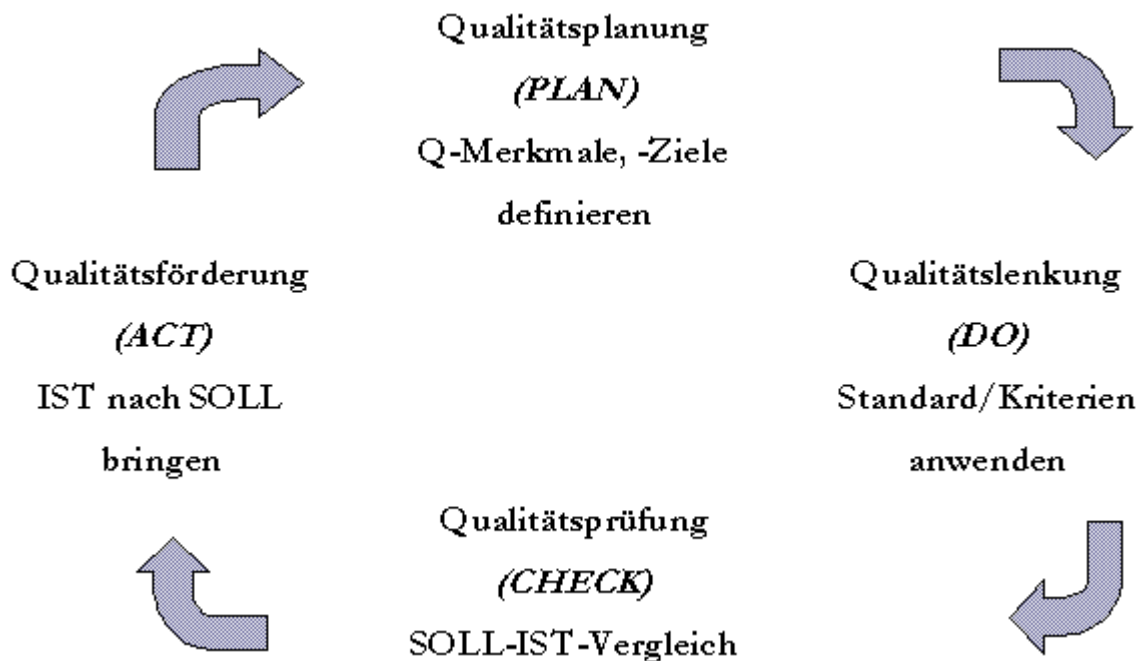 Qualitätsplanung
(PLAN)
Q-Merkmale, -Ziele
definieren
Qualitätsförderung
(ACT)
IST nach SOLL
bringen
Qualitätslenkung
(DO)
Standard/Kriterien
anwenden
Qualitätsprüfung
(CHECK)
SOLL-IST-Vergleich